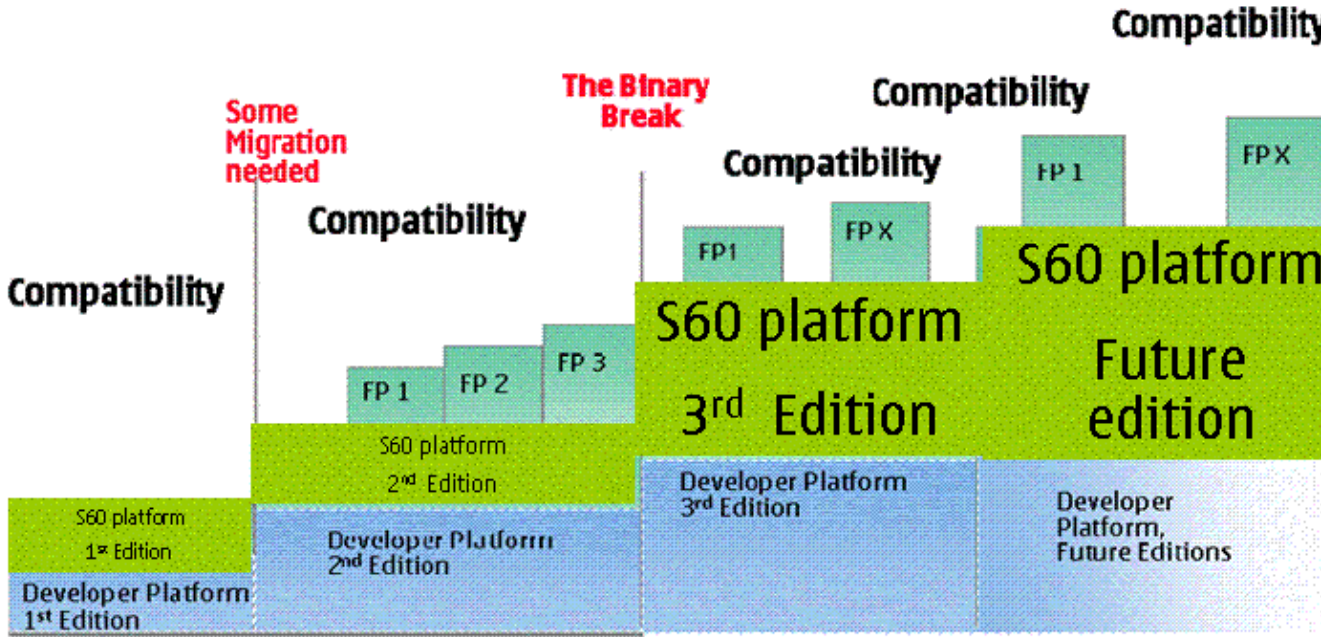 Compatibility
The Binary
Break
Compatibility
Some
Migration
needed
Compatibility
Compatibility
Compatibility
FP 1
FP X
FP1
FP X
FP 1
FP 2
FP 3
S60 platform
1st Edition
S60 platform
2nd Edition
S60 platform
3rd Edition
S60 platform
Future
edition
Developer Platform
1st Edition
Developer Platform
2nd Edition
Developer Platform
3rd Edition
Developer
Platform,
Future Editions